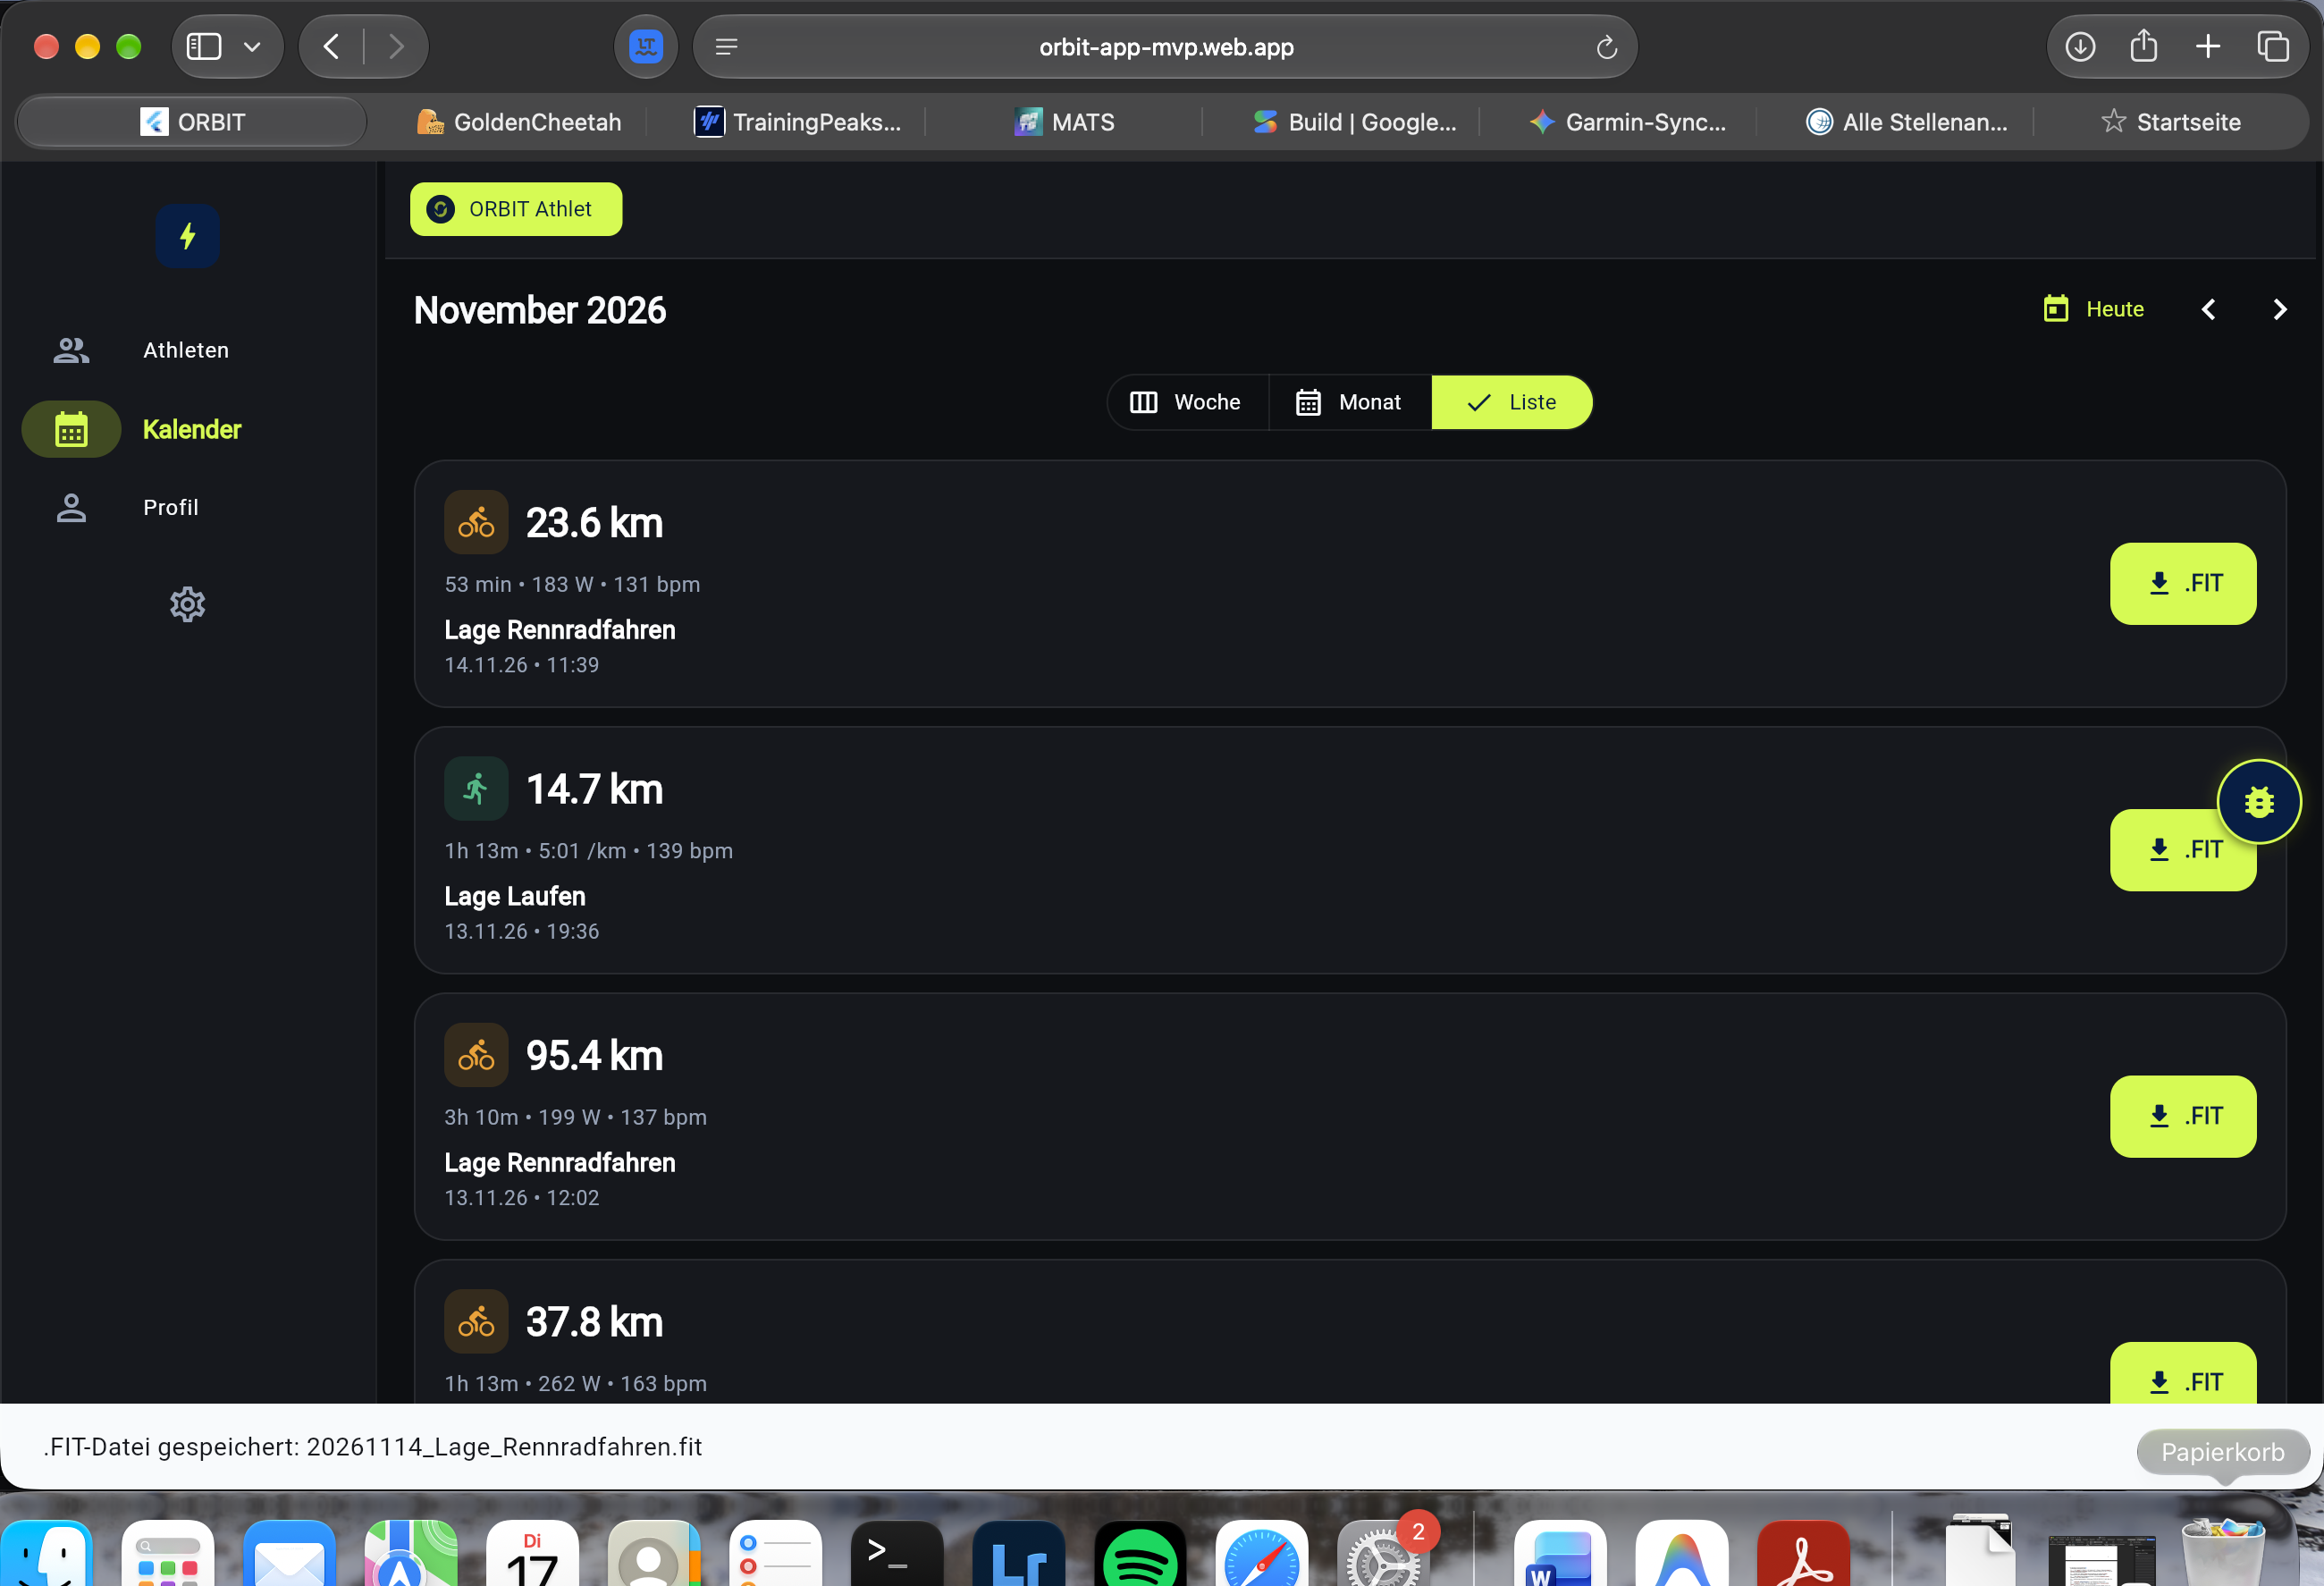 orbit-app-mvp.web.app
ORBIT
GoldenCheetah
TrainingPeaks...
MATS
Build | Google...
Garmin-Sync...
Alle Stellenan...
Startseite
ORBIT Athlet
November 2026
Heute
Athleten
Kalender
Profil
Woche
Monat
Liste
23.6 km
53 min • 183 W • 131 bpm
Lage Rennradfahren
14.11.26 • 11:39
.FIT
14.7 km
1h 13m • 5:01 /km • 139 bpm
Lage Laufen
13.11.26 • 19:36
.FIT
95.4 km
3h 10m • 199 W • 137 bpm
Lage Rennradfahren
13.11.26 • 12:02
.FIT
37.8 km
1h 13m • 262 W • 163 bpm
.FIT
.FIT-Datei gespeichert: 20261114_Lage_Rennradfahren.fit
Papierkorb
Di
17
>_
Lr
2
W